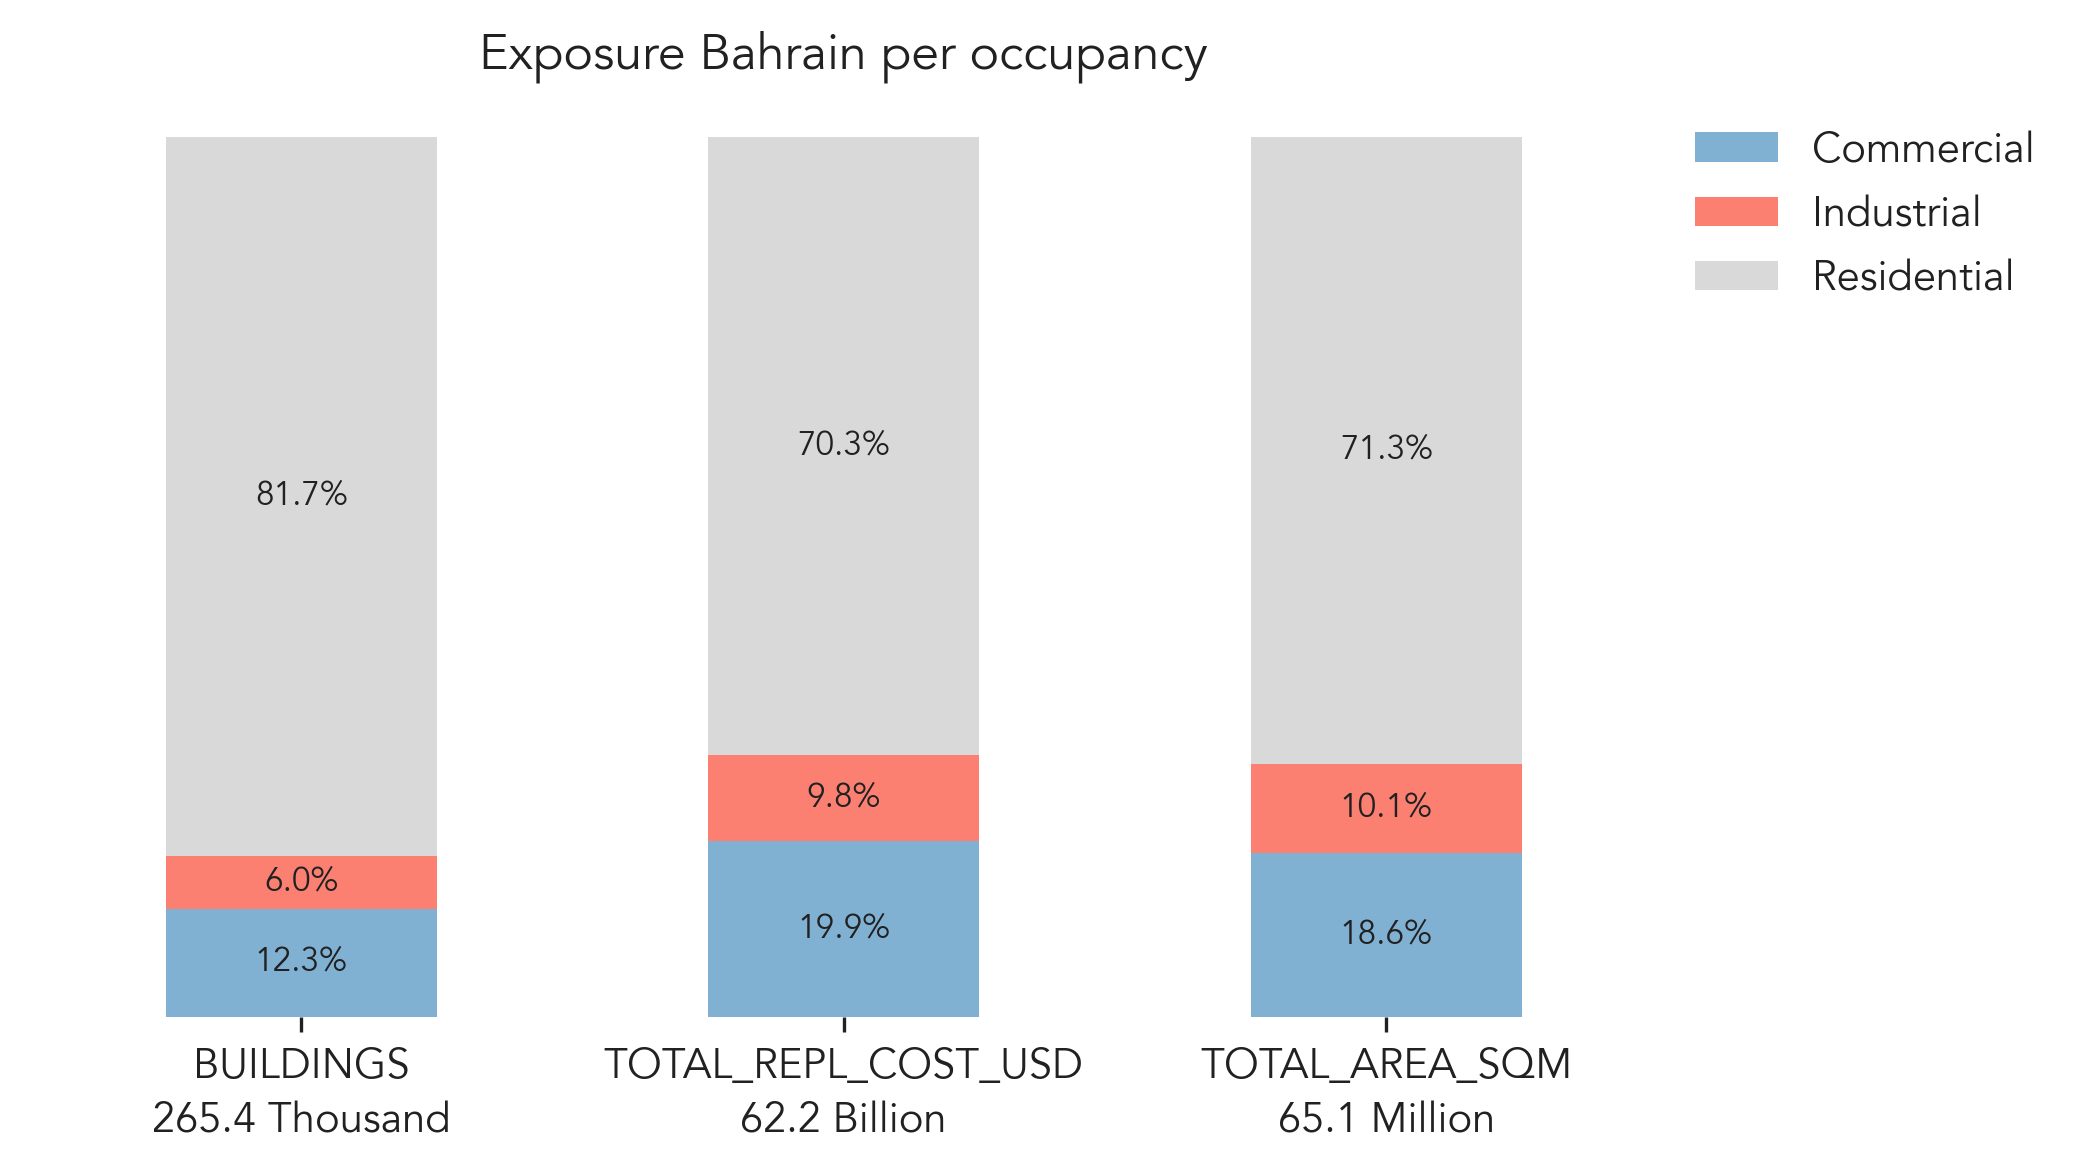 Exposure Bahrain per occupancy
Commercial
Industrial
Residential
81.7%
6.0%
12.3%
70.3%
9.8%
19.9%
71.3%
10.1%
18.6%
BUILDINGS
265.4 Thousand
TOTAL_REPL_COST_USD
62.2 Billion
TOTAL_AREA_SQM
65.1 Million